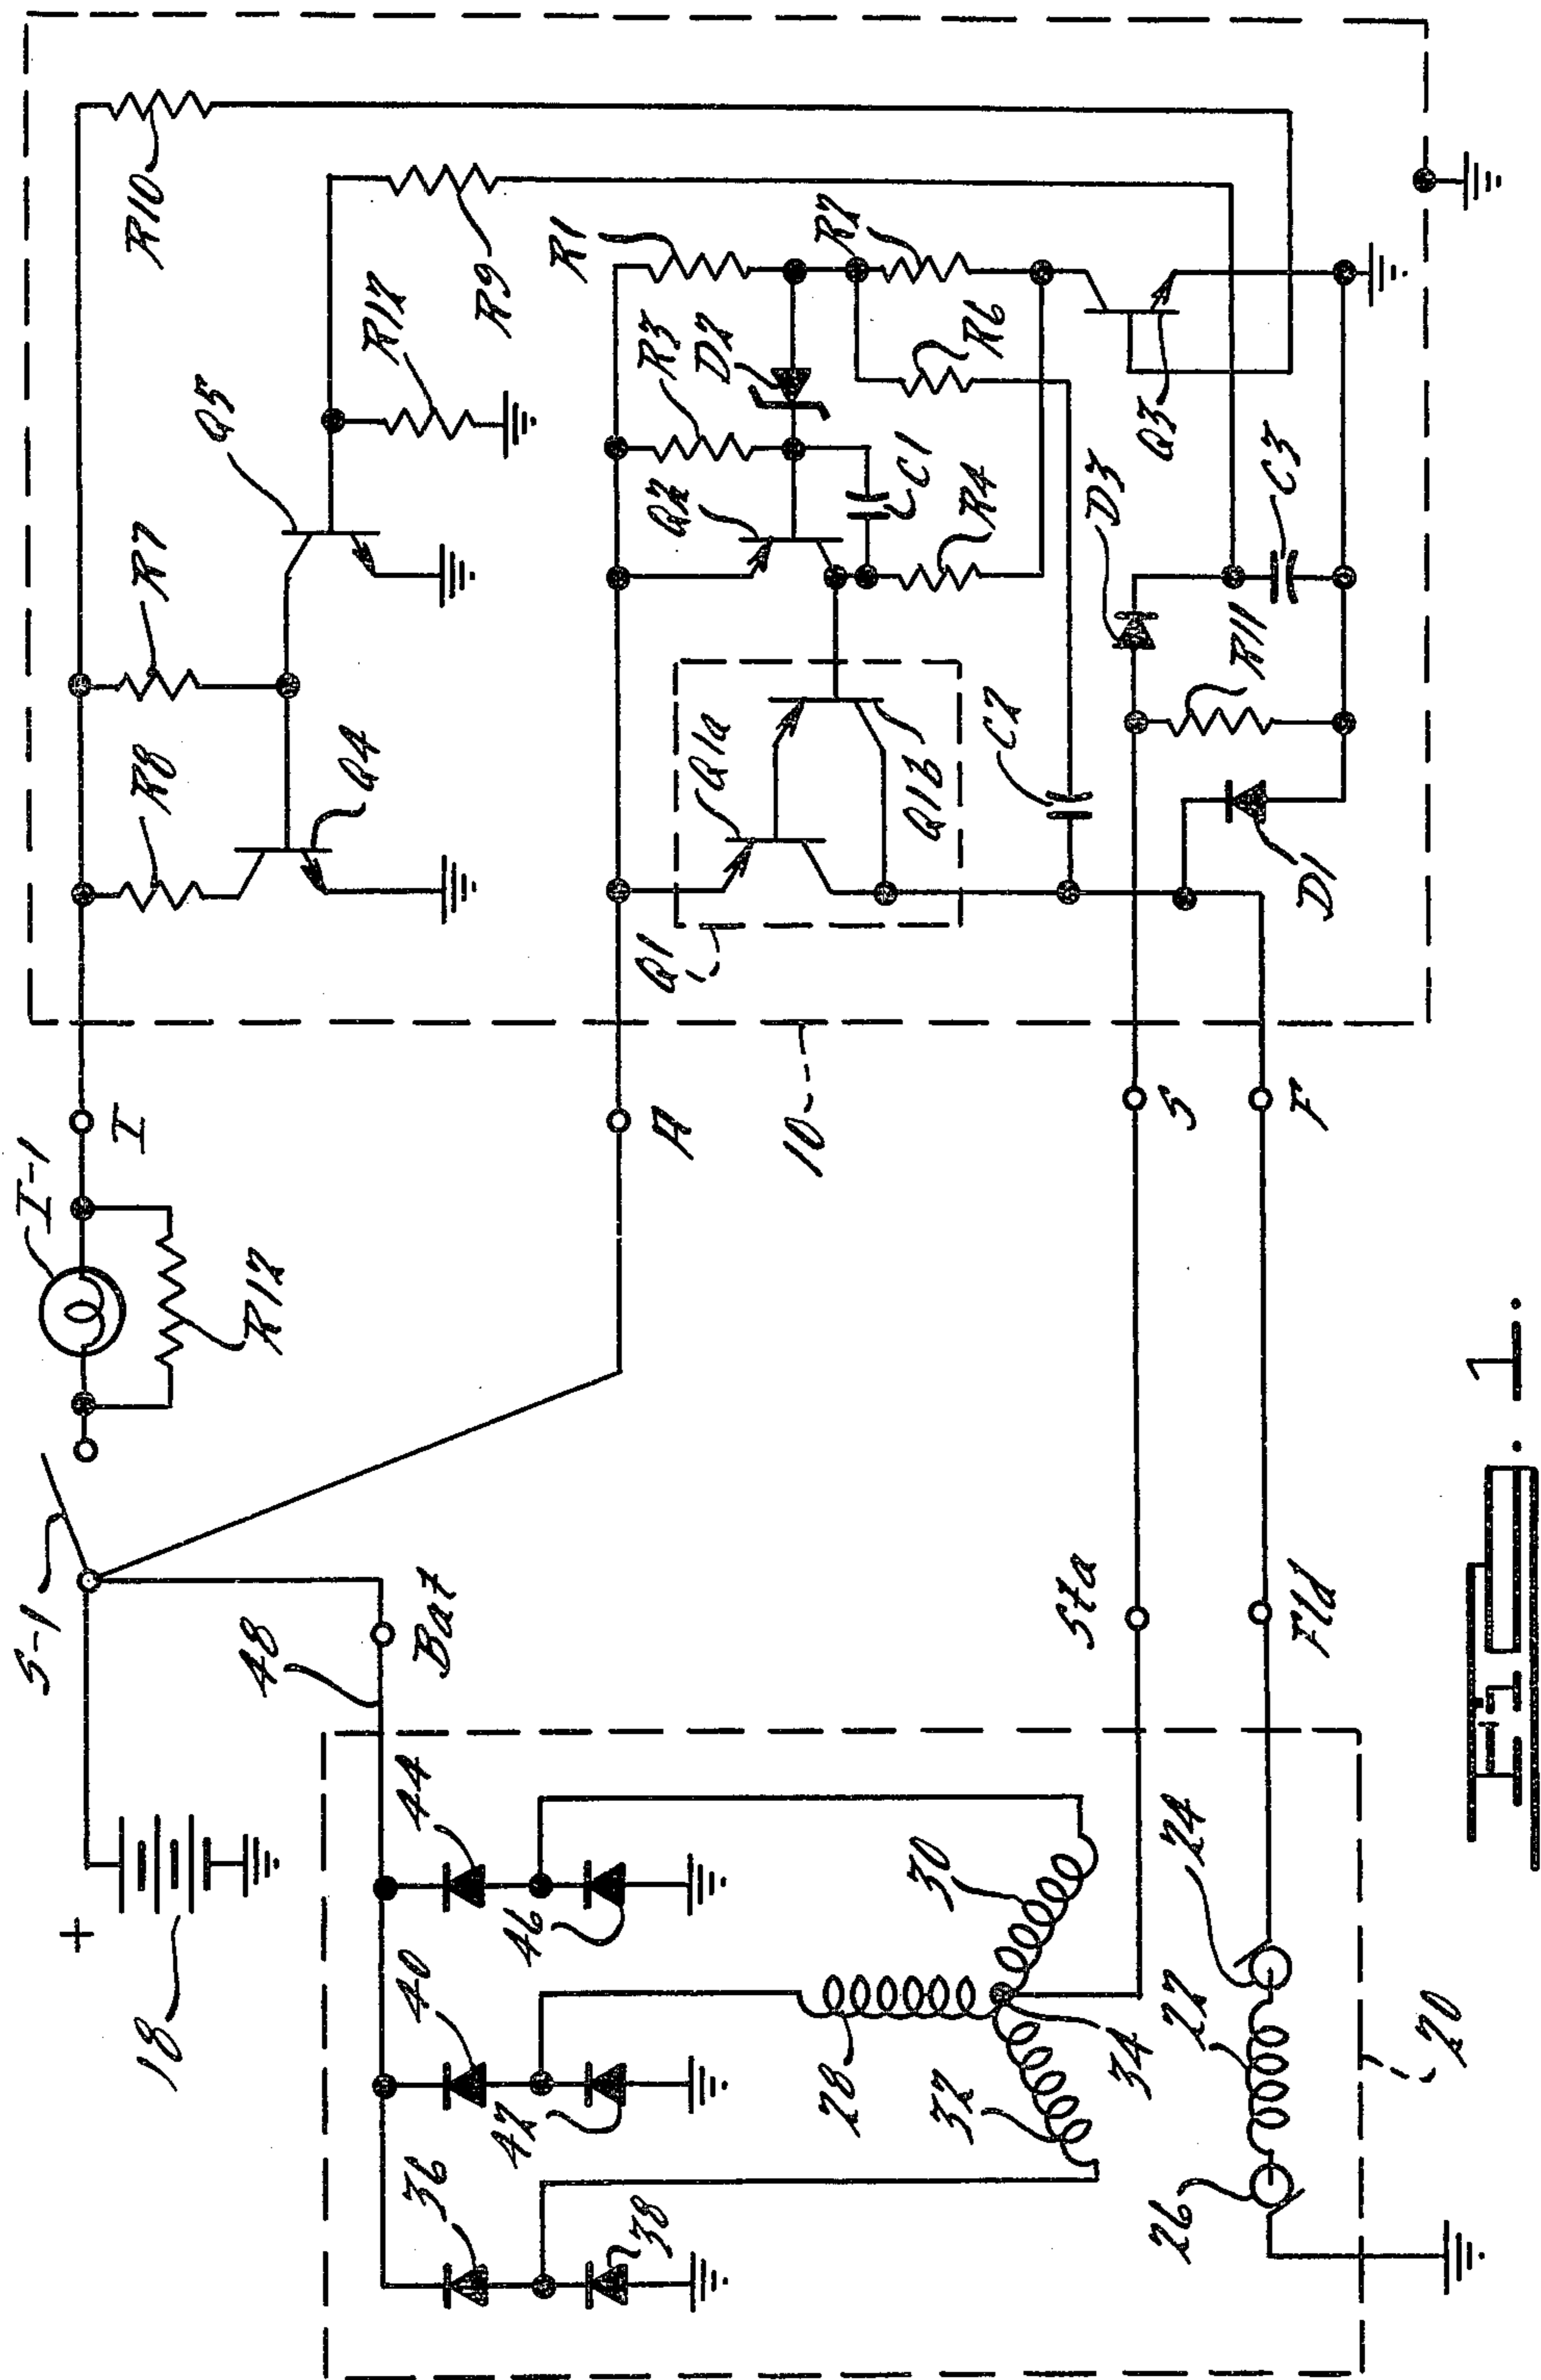 S-1
I-1
R12
I
R8
R7
R10
Q4
Q5
R12
R9
+
18
48
Bat
A
Q1
Q1a
Q1b
Q2
R3
D2
R1
R2
C1
R4
R6
C2
D3
R11
C3
Q3
D1
10
S
F
Sta
Fld
36
38
40
42
44
46
28
30
32
34
22
24
26
20
Fig. 1.